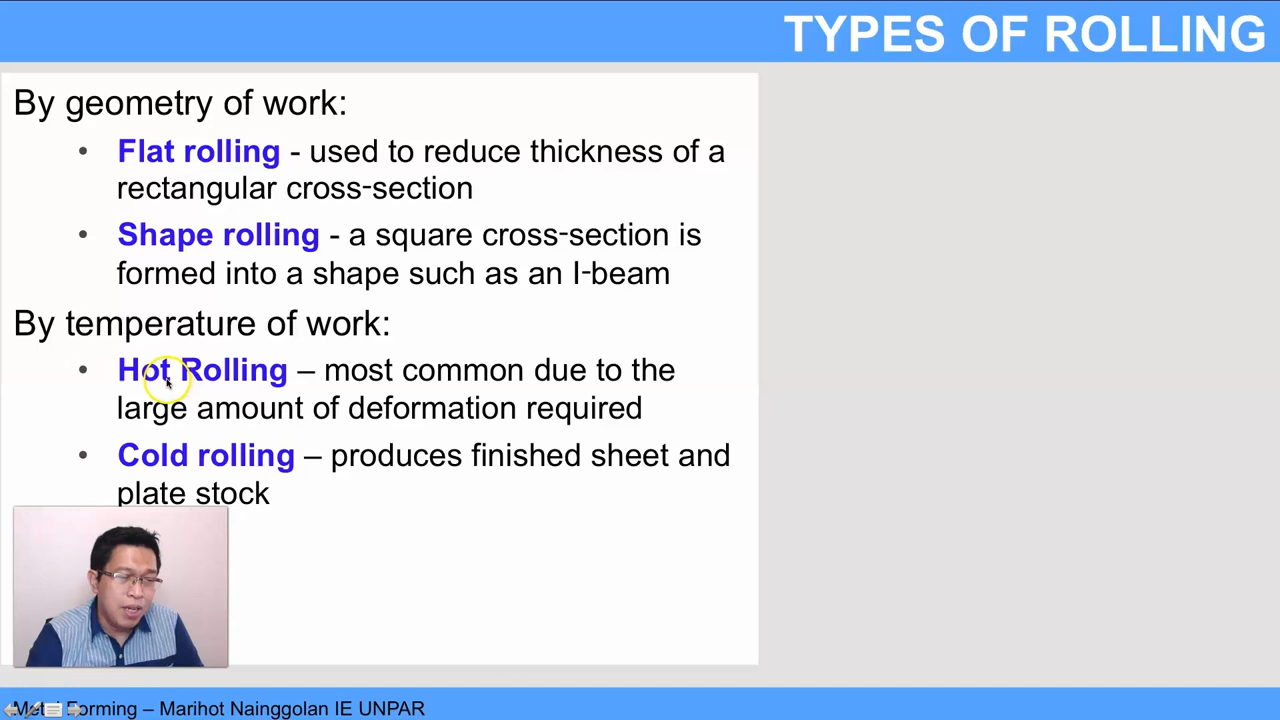 TYPES OF ROLLING
By geometry of work:
• Flat rolling - used to reduce thickness of a
rectangular cross-section
• Shape rolling - a square cross-section is
formed into a shape such as an I-beam
By temperature of work:
• Hot Rolling – most common due to the
large amount of deformation required
• Cold rolling – produces finished sheet and
plate stock
Metal Forming – Marihot Nainggolan IE UNPAR